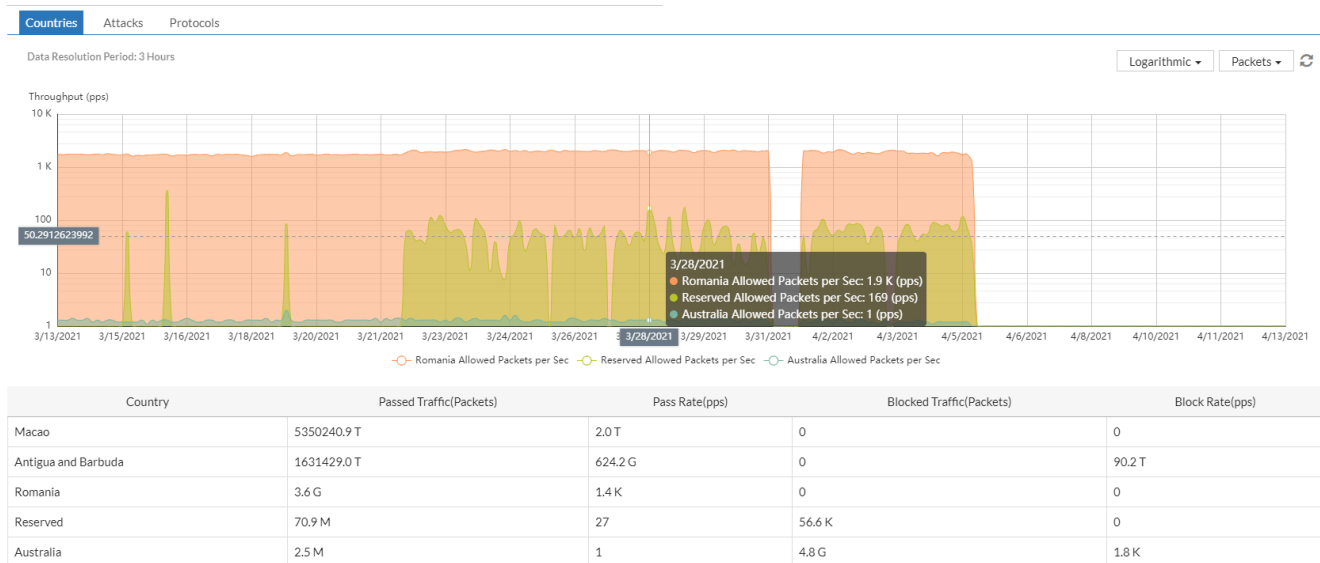 Countries Attacks Protocols
Data Resolution Period: 3 Hours
Logarithmic Packets
Throughput (pps)
10 K
1 K
100
50.2912623992
10
1
3/28/2021
Romania Allowed Packets per Sec: 1.9 K (pps)
Reserved Allowed Packets per Sec: 169 (pps)
Australia Allowed Packets per Sec: 1 (pps)
3/13/2021 3/15/2021 3/16/2021 3/18/2021 3/20/2021 3/21/2021 3/23/2021 3/24/2021 3/26/2021 3/28/2021 3/29/2021 3/31/2021 4/2/2021 4/3/2021 4/5/2021 4/6/2021 4/8/2021 4/10/2021 4/11/2021 4/13/2021
Romania Allowed Packets per Sec Reserved Allowed Packets per Sec Australia Allowed Packets per Sec
Country Passed Traffic(Packets) Pass Rate(pps) Blocked Traffic(Packets) Block Rate(pps)
Macao 5350240.9 T 2.0 T 0 0
Antigua and Barbuda 1631429.0 T 624.2 G 0 90.2 T
Romania 3.6 G 1.4 K 0 0
Reserved 70.9 M 27 56.6 K 0
Australia 2.5 M 1 4.8 G 1.8 K